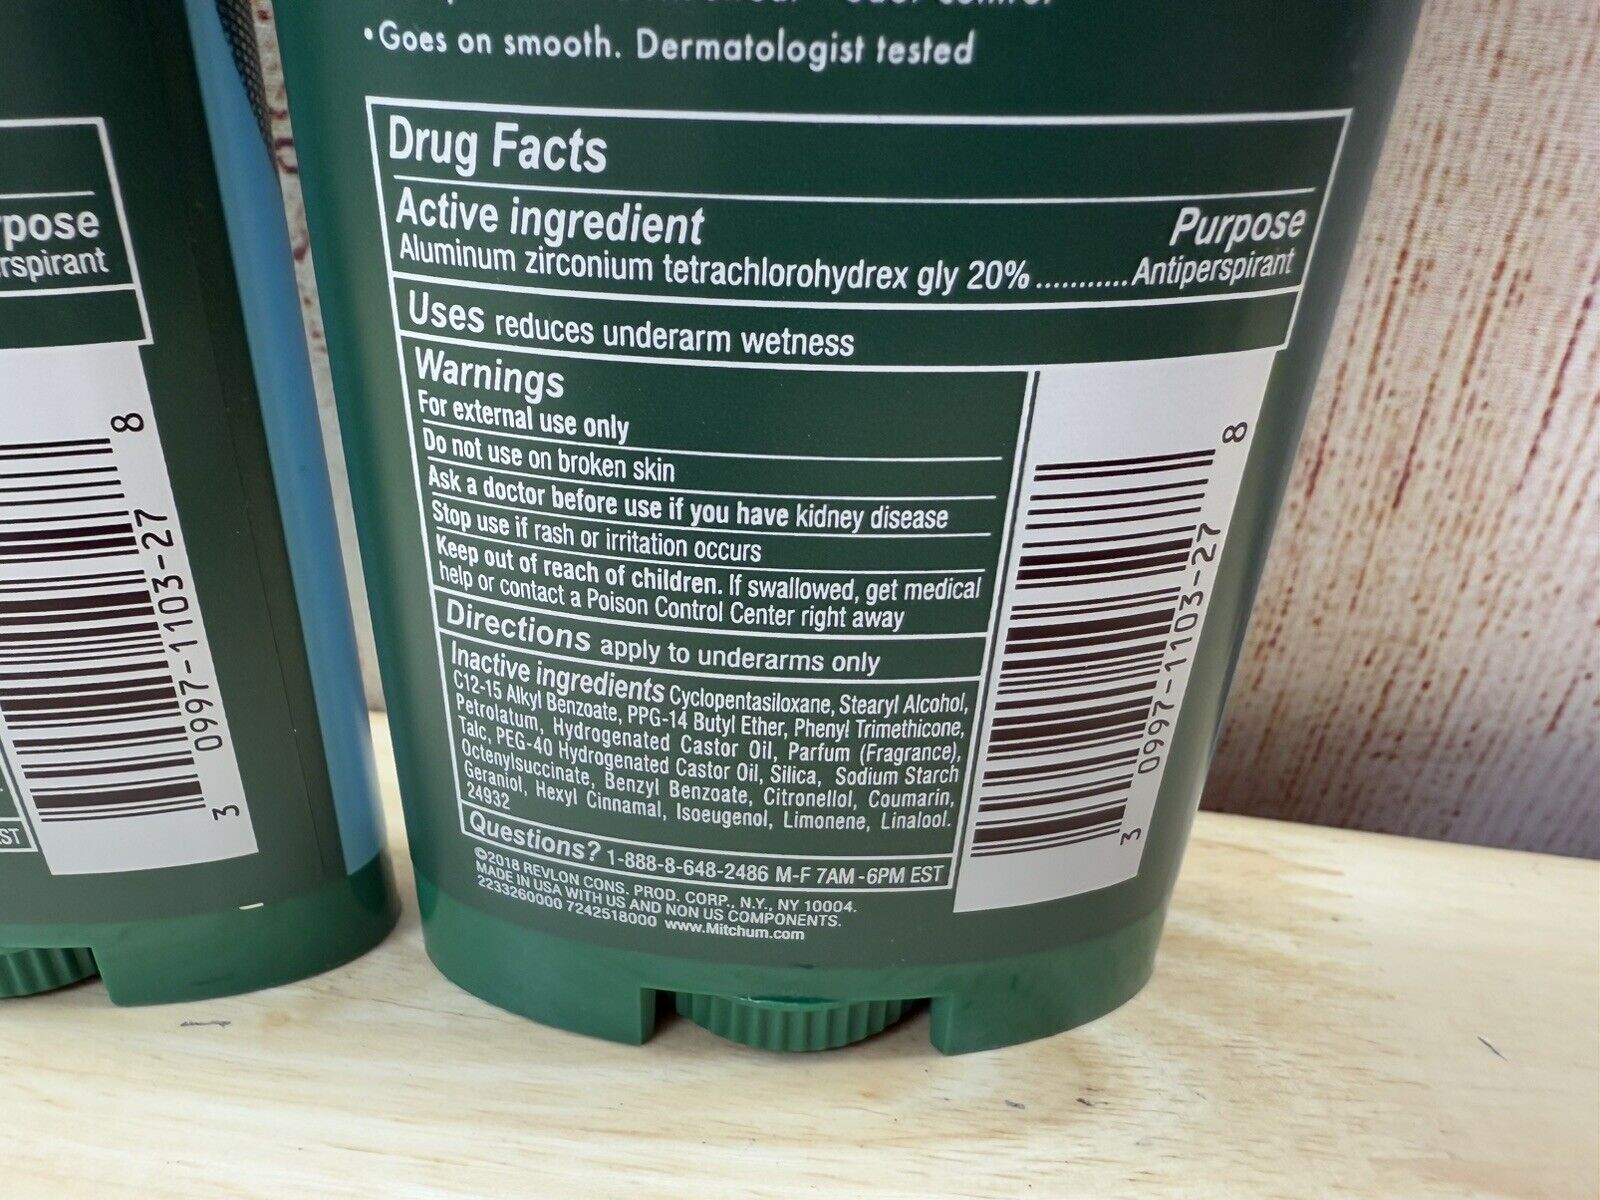 •Goes on smooth. Dermatologist tested
Drug Facts
Active ingredient Purpose
Aluminum zirconium tetrachlorohydrex gly 20%...........Antiperspirant
Uses reduces underarm wetness
Warnings
For external use only
Do not use on broken skin
Ask a doctor before use if you have kidney disease
Stop use if rash or irritation occurs
Keep out of reach of children. If swallowed, get medical
help or contact a Poison Control Center right away
Directions apply to underarms only
Inactive ingredients Cyclopentasiloxane, Stearyl Alcohol,
C12-15 Alkyl Benzoate, PPG-14 Butyl Ether, Phenyl Trimethicone,
Petrolatum, Hydrogenated Castor Oil, Parfum (Fragrance),
Talc, PEG-40 Hydrogenated Castor Oil, Silica, Sodium Starch
Octenylsuccinate, Benzyl Benzoate, Citronellol, Coumarin,
Geraniol, Hexyl Cinnamal, Isoeugenol, Limonene, Linalool.
24932
Questions? 1-888-8-648-2486 M-F 7AM-6PM EST
©2018 REVLON CONS. PROD. CORP., N.Y., NY 10004.
MADE IN USA WITH US AND NON US COMPONENTS.
2233260000 7242518000 www.Mitchum.com
3 0997-1103-27 8
rpose
rspirant
3 0997-1103-27 8
EST